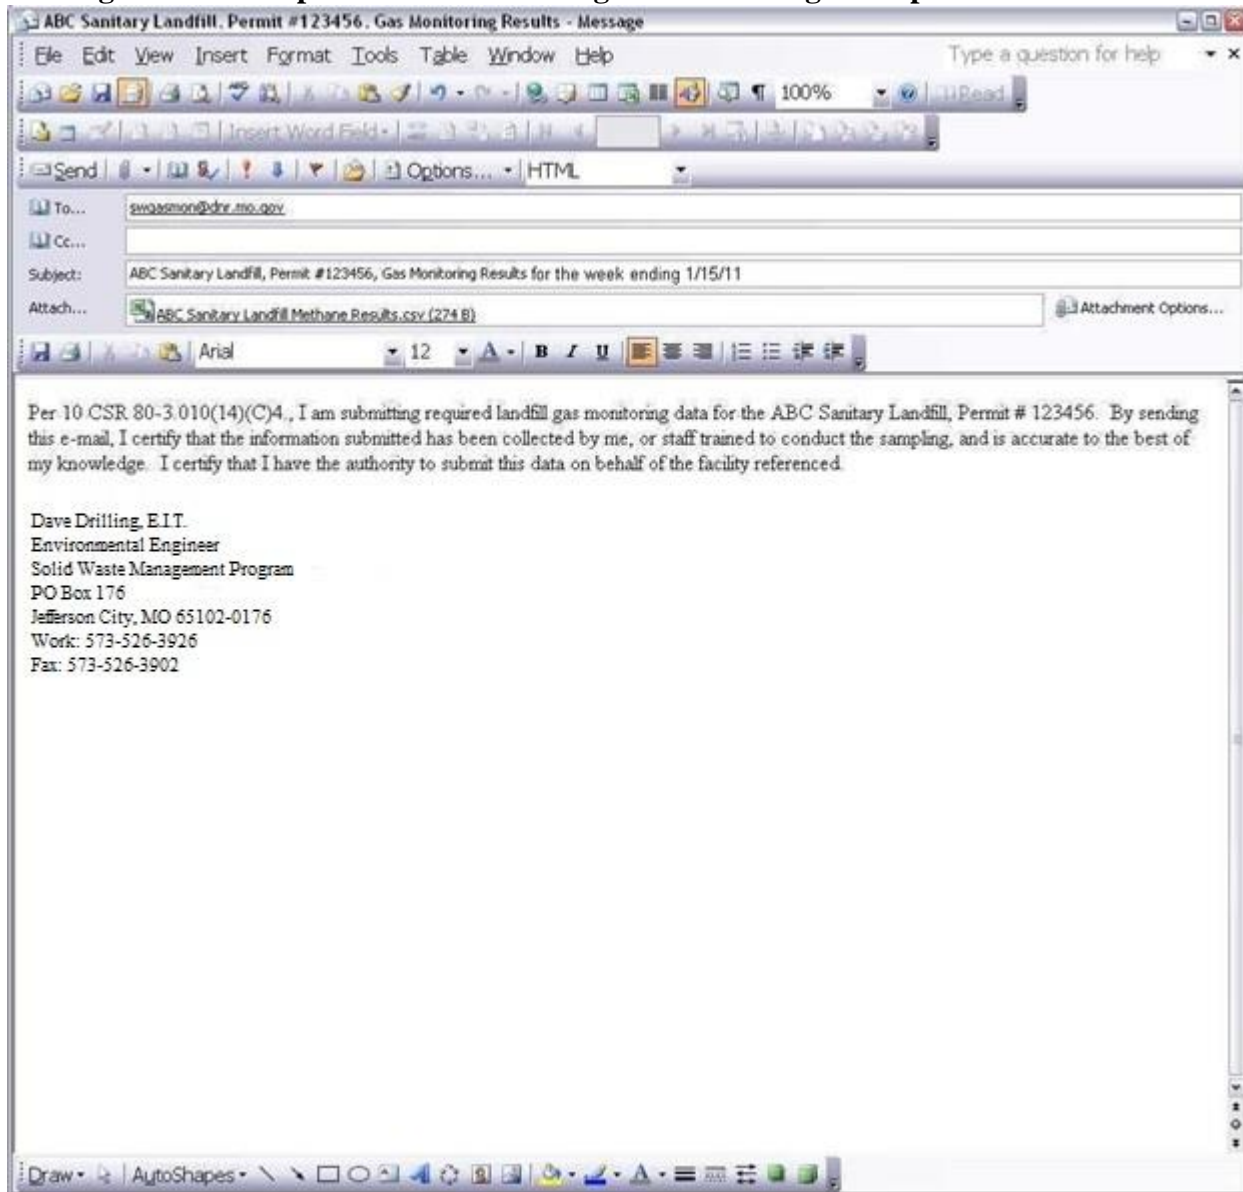 ABC Sanitary Landfill, Permit #123456, Gas Monitoring Results - Message
File Edit View Insert Format Tools Table Window Help Type a question for help
100% Read
Insert Word Field
Send Options... HTML
To... swgasmon@dnr.mo.gov
Cc...
Subject: ABC Sanitary Landfill, Permit #123456, Gas Monitoring Results for the week ending 1/15/11
Attach... ABC Sanitary Landfill Methane Results.csv (274 B) Attachment Options...
Arial 12 A B I U
Per 10 CSR 80-3.010(14)(C)4., I am submitting required landfill gas monitoring data for the ABC Sanitary Landfill, Permit # 123456. By sending
this e-mail, I certify that the information submitted has been collected by me, or staff trained to conduct the sampling, and is accurate to the best of
my knowledge. I certify that I have the authority to submit this data on behalf of the facility referenced.
Dave Drilling, E.I.T.
Environmental Engineer
Solid Waste Management Program
PO Box 176
Jefferson City, MO 65102-0176
Work: 573-526-3926
Fax: 573-526-3902
Draw AutoShapes